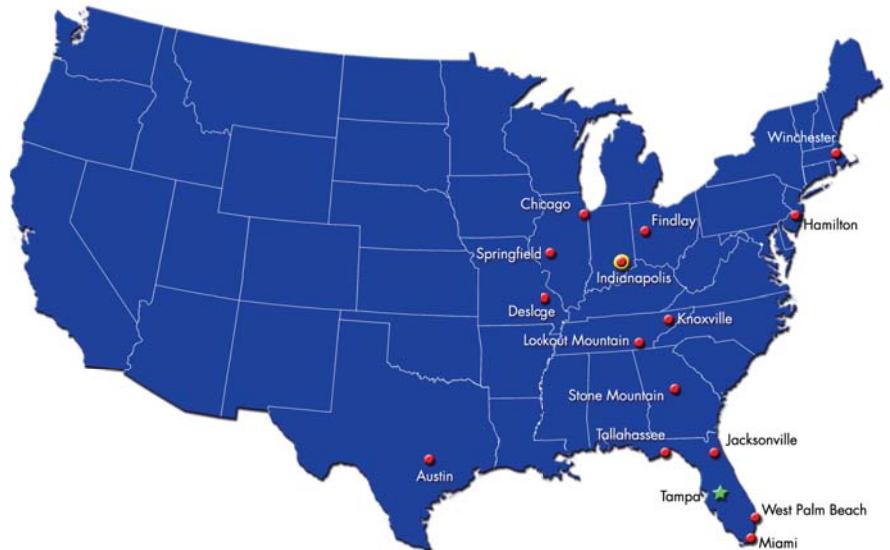 Winchester
Chicago
Findlay
Hamilton
Springfield
Indianapolis
Desloge
Knoxville
Lookout Mountain
Stone Mountain
Tallahassee
Jacksonville
Austin
Tampa
West Palm Beach
Miami